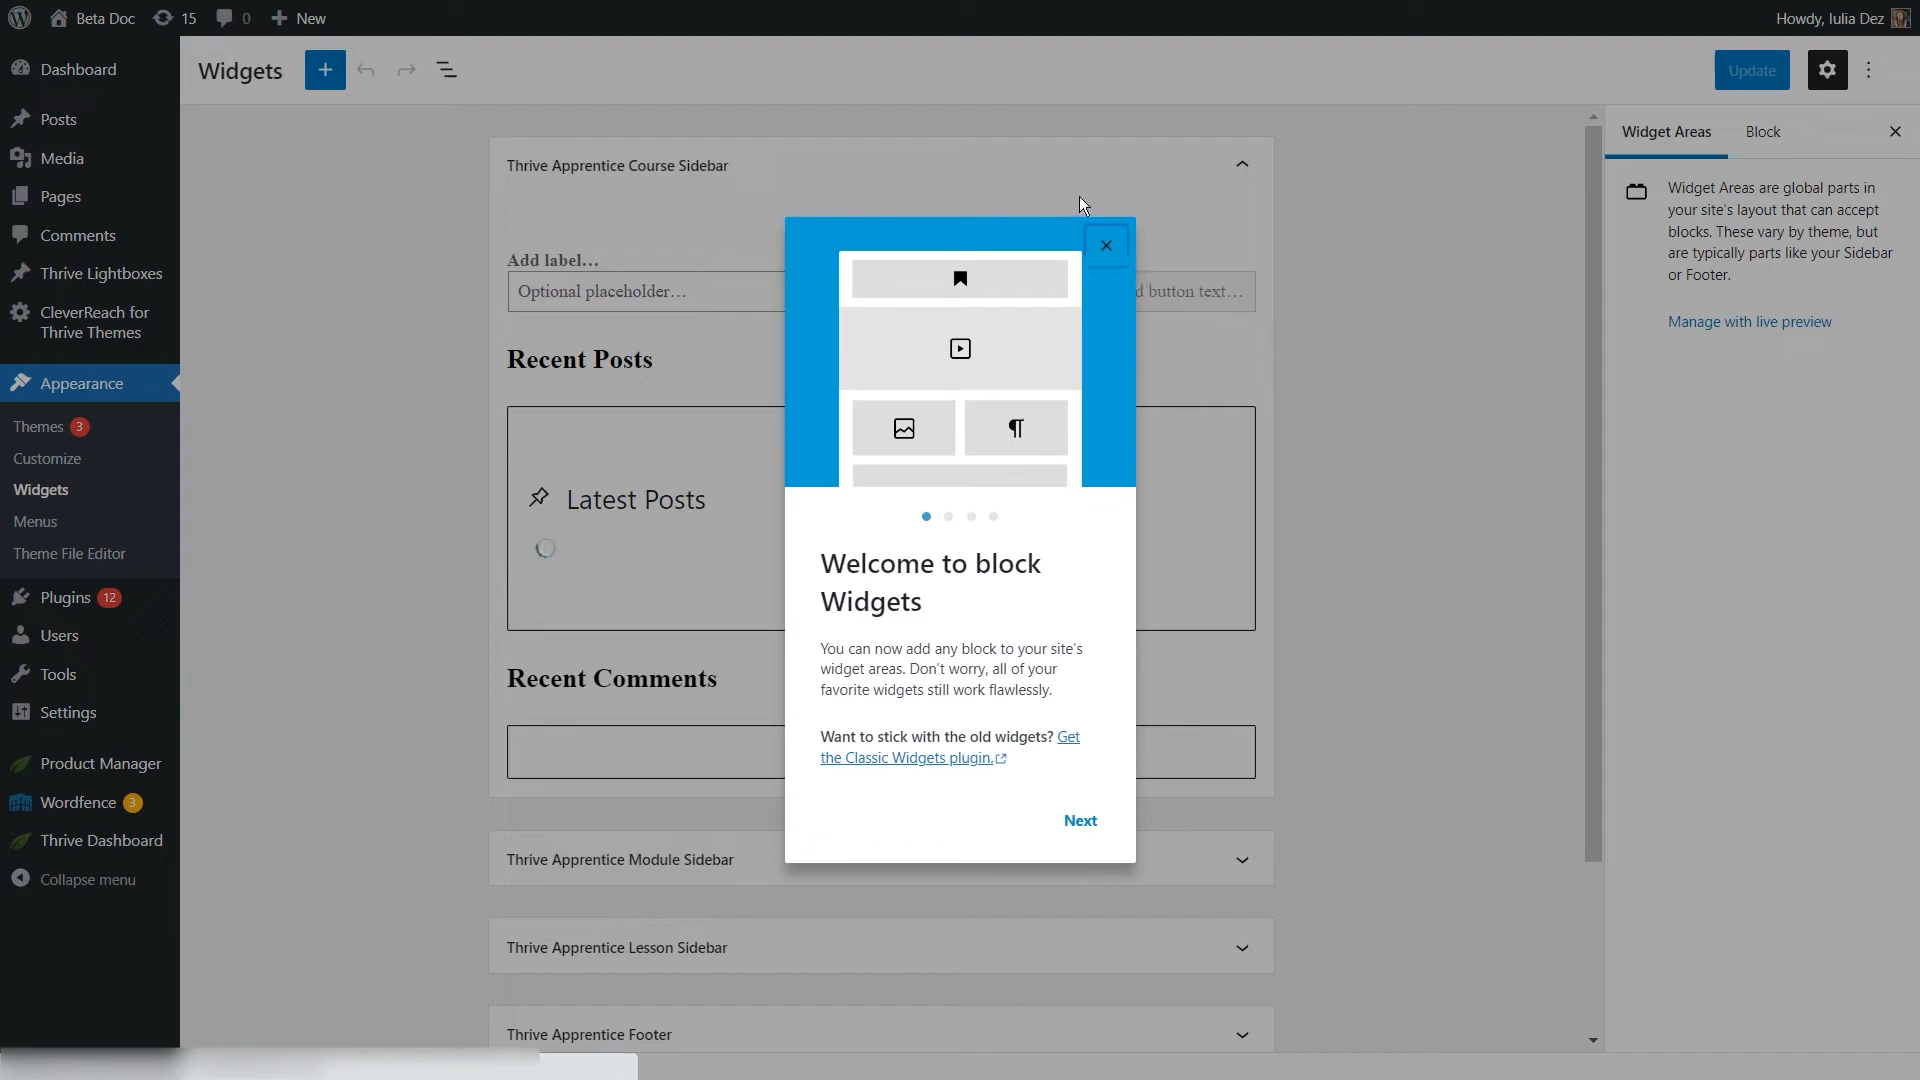 Beta Doc
15
0
New
Howdy, Iulia Dez
Dashboard
Posts
Media
Pages
Comments
Thrive Lightboxes
CleverReach for
Thrive Themes
Appearance
Themes 3
Customize
Widgets
Menus
Theme File Editor
Plugins 12
Users
Tools
Settings
Product Manager
Wordfence 3
Thrive Dashboard
Collapse menu
Widgets
Update
Thrive Apprentice Course Sidebar
Add label…
Optional placeholder…
d button text…
Recent Posts
Latest Posts
Recent Comments
Thrive Apprentice Module Sidebar
Thrive Apprentice Lesson Sidebar
Thrive Apprentice Footer
Welcome to block
Widgets
You can now add any block to your site's
widget areas. Don't worry, all of your
favorite widgets still work flawlessly.
Want to stick with the old widgets? Get
the Classic Widgets plugin.
Next
Widget Areas
Block
Widget Areas are global parts in
your site's layout that can accept
blocks. These vary by theme, but
are typically parts like your Sidebar
or Footer.
Manage with live preview